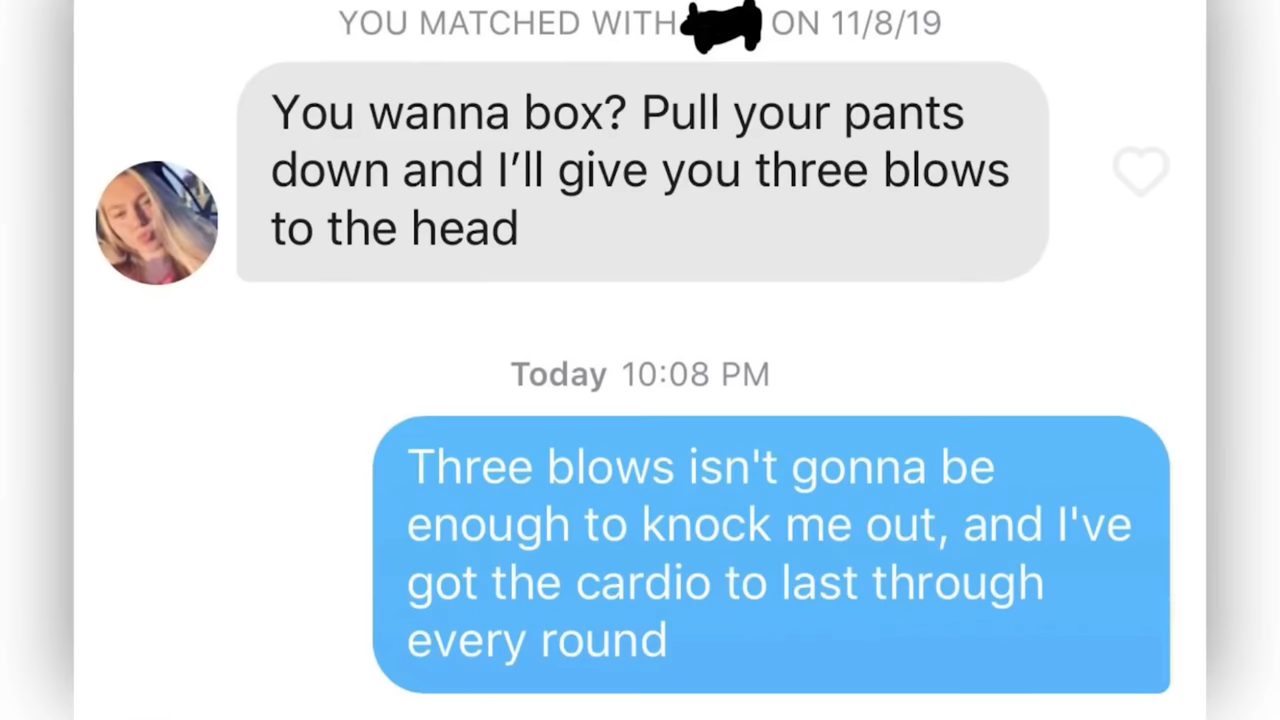 YOU MATCHED WITH ON 11/8/19
You wanna box? Pull your pants
down and I’ll give you three blows
to the head
Today 10:08 PM
Three blows isn't gonna be
enough to knock me out, and I've
got the cardio to last through
every round